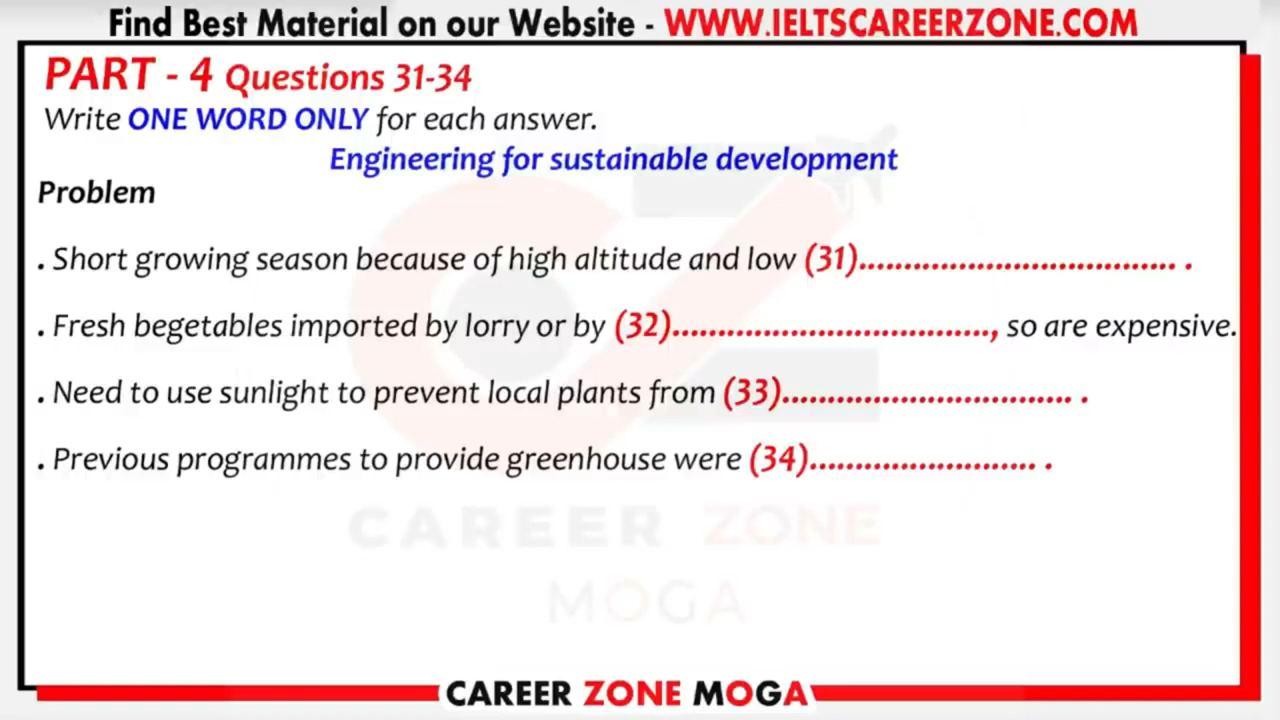 Find Best Material on our Website - WWW.IELTSCAREERZONE.COM
PART - 4 Questions 31-34
Write ONE WORD ONLY for each answer.
Engineering for sustainable development
Problem
. Short growing season because of high altitude and low (31)................................... .
. Fresh begetables imported by lorry or by (32)..................................., so are expensive.
. Need to use sunlight to prevent local plants from (33)................................ .
. Previous programmes to provide greenhouse were (34)......................... .
CAREER ZONE
MOGA
CAREER ZONE MOGA